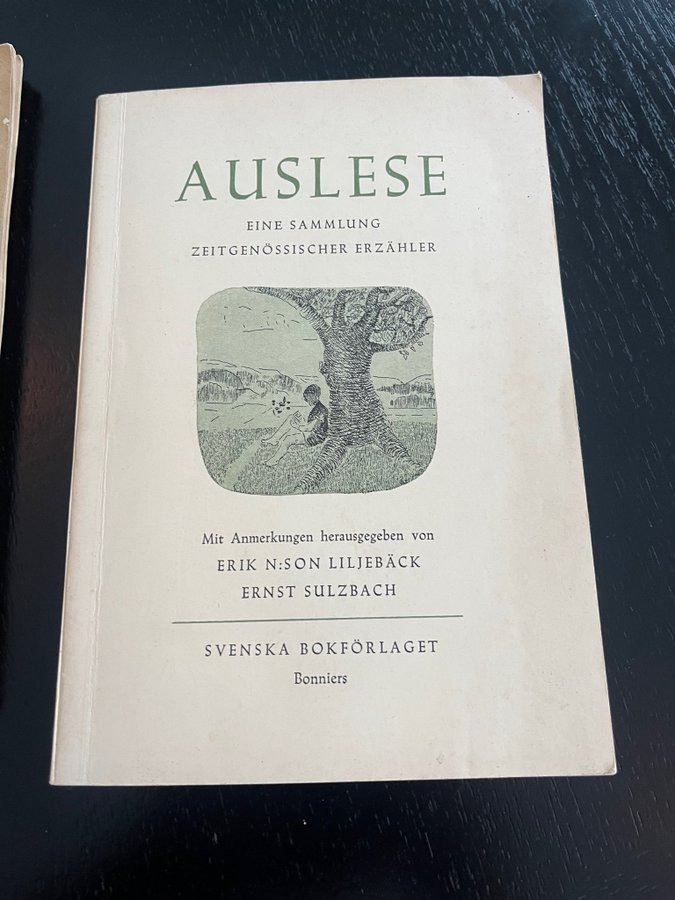 AUSLESE
EINE SAMMLUNG
ZEITGENÖSSISCHER ERZÄHLER
Mit Anmerkungen herausgegeben von
ERIK N:SON LILJEBÄCK
ERNST SULZBACH
SVENSKA BOKFÖRLAGET
Bonniers